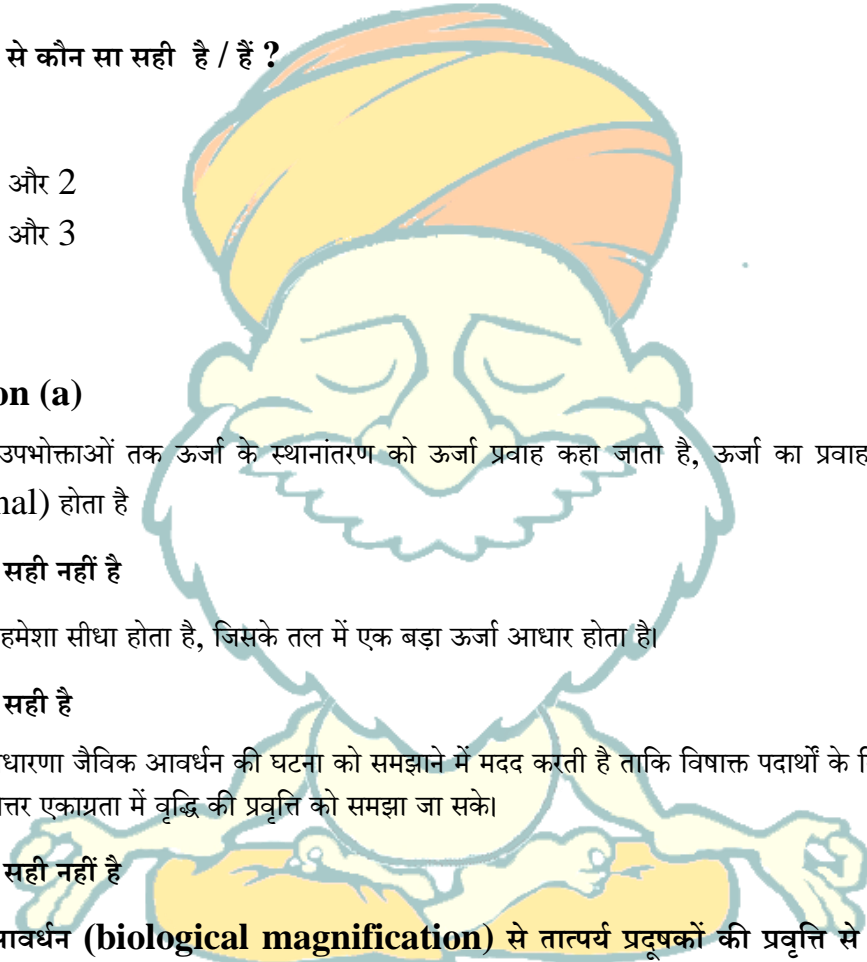 से कौन सा सही है / हैं ?
और 2
और 3
on (a)
उपभोक्ताओं तक ऊर्जा के स्थानांतरण को ऊर्जा प्रवाह कहा जाता है, ऊर्जा का प्रवाह
nal) होता है
सही नहीं है
हमेशा सीधा होता है, जिसके तल में एक बड़ा ऊर्जा आधार होता है।
सही है
धारणा जैविक आवर्धन की घटना को समझाने में मदद करती है ताकि विषाक्त पदार्थों के
त्तर एकाग्रता में वृद्धि की प्रवृत्ति को समझा जा सके।
सही नहीं है
आवर्धन (biological magnification) से तात्पर्य प्रदूषकों की प्रवृत्ति से